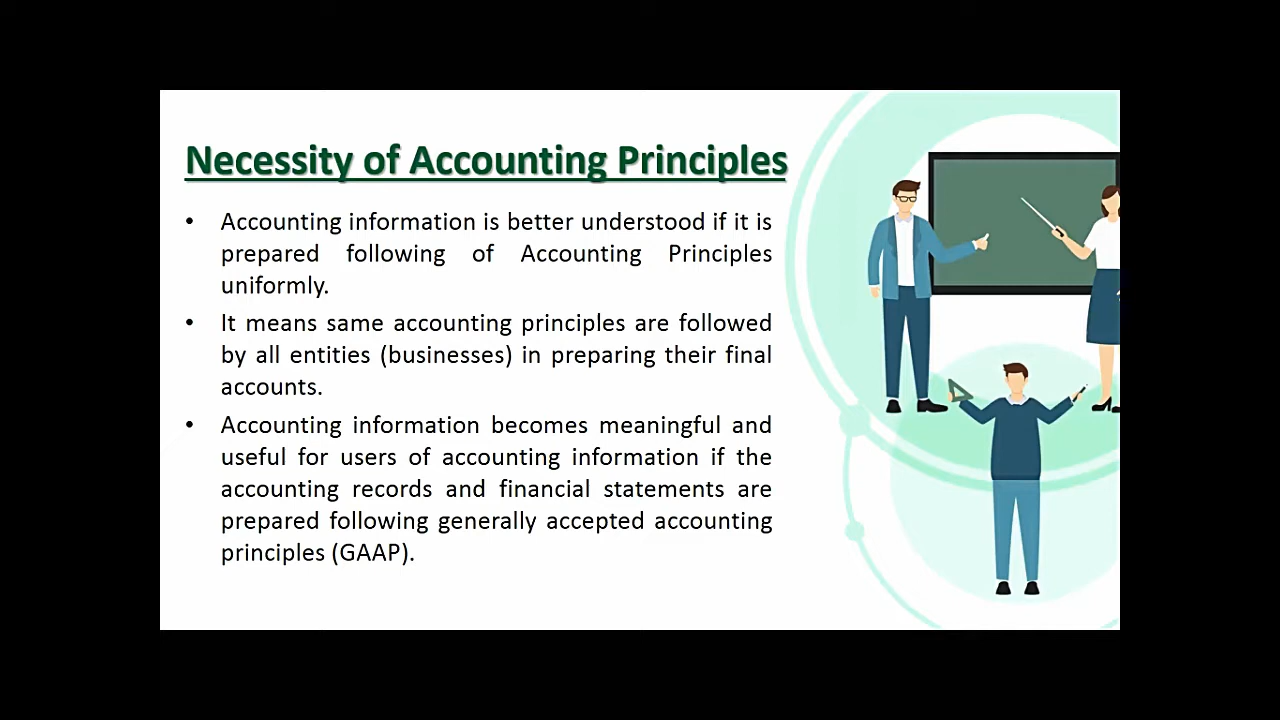 Necessity of Accounting Principles
• Accounting information is better understood if it is
prepared following of Accounting Principles
uniformly.
• It means same accounting principles are followed
by all entities (businesses) in preparing their final
accounts.
• Accounting information becomes meaningful and
useful for users of accounting information if the
accounting records and financial statements are
prepared following generally accepted accounting
principles (GAAP).